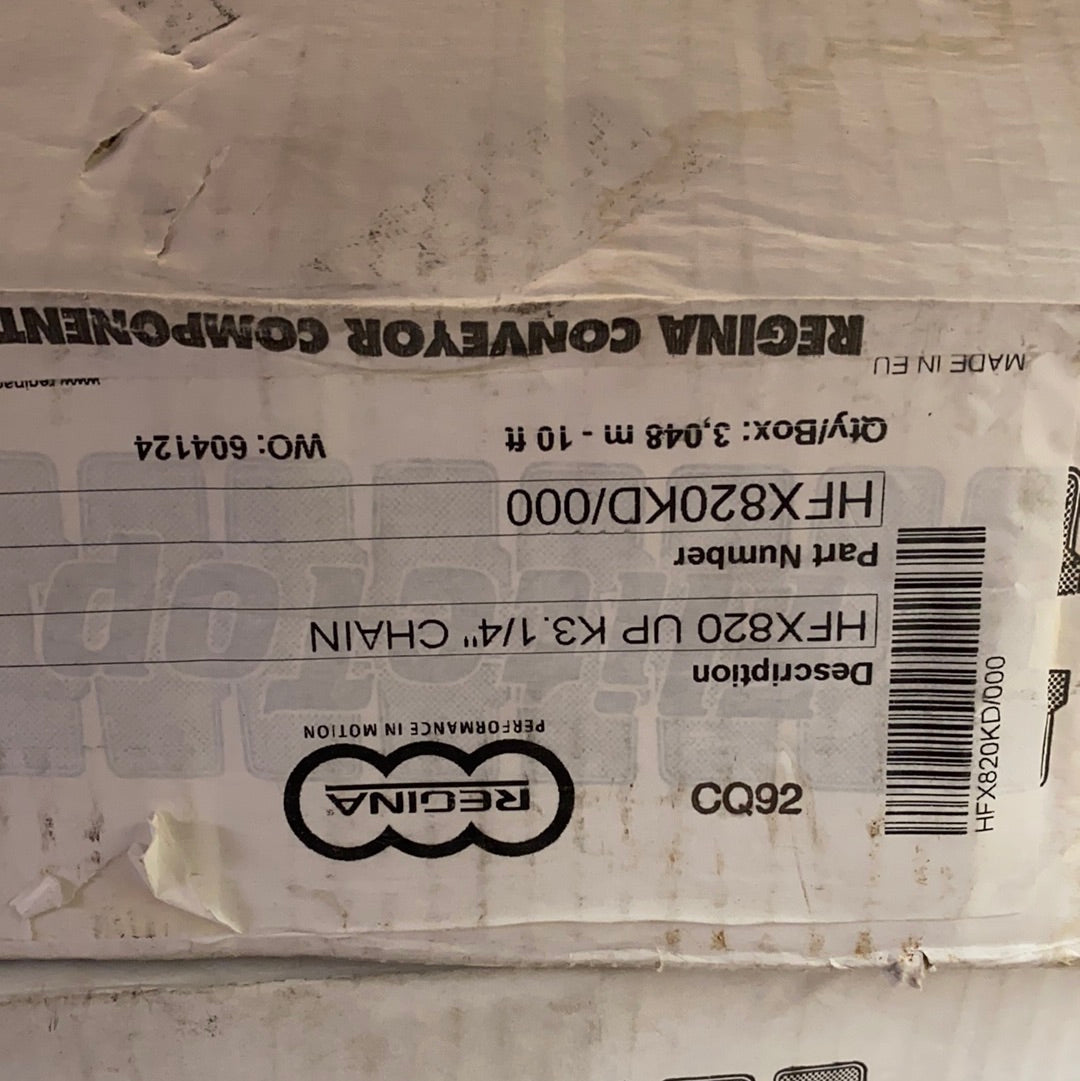 CQ92
REGINA®
PERFORMANCE IN MOTION
Description
HFX820 UP K3.1/4" CHAIN
Part Number
HFX820KD/000
HFX820KD/000
Qty/Box: 3,048 m - 10 ft
WO: 604124
MADE IN EU
REGINA CONVEYOR COMPONENT